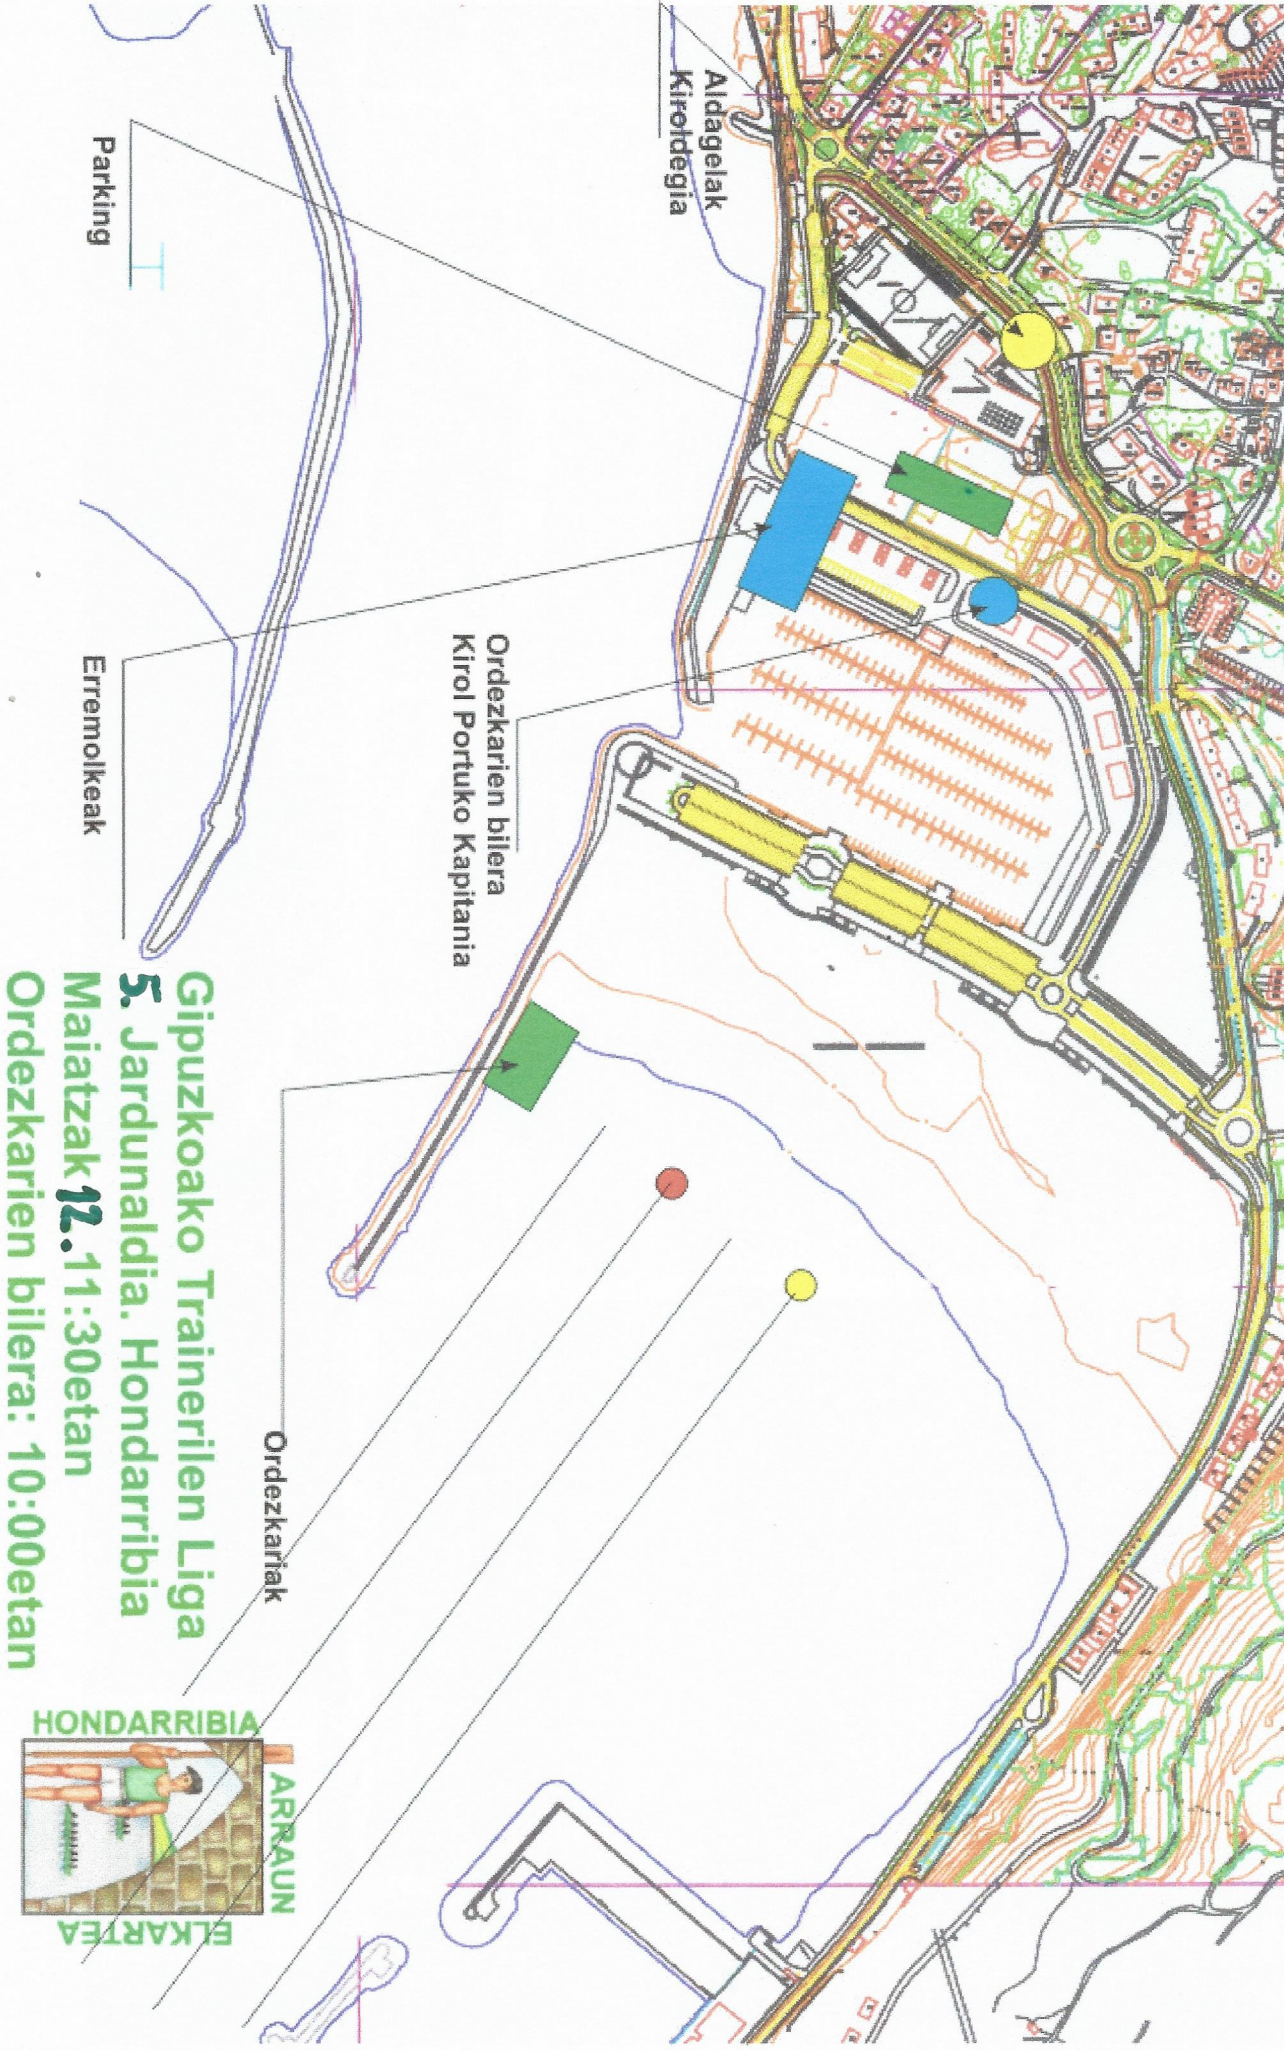 Aldagelak
Kiroldegia
Parking
Ordezkarien bilera
Kirol Portuko Kapitania
Erremolkeak
Ordezkariak
Gipuzkoako Trainerilen Liga
5. Jardunaldia. Hondarribia
Maiatzak 12. 11:30etan
Ordezkarien bilera: 10:00etan
HONDARRIBIA
ARRAUN
ELKARTEA